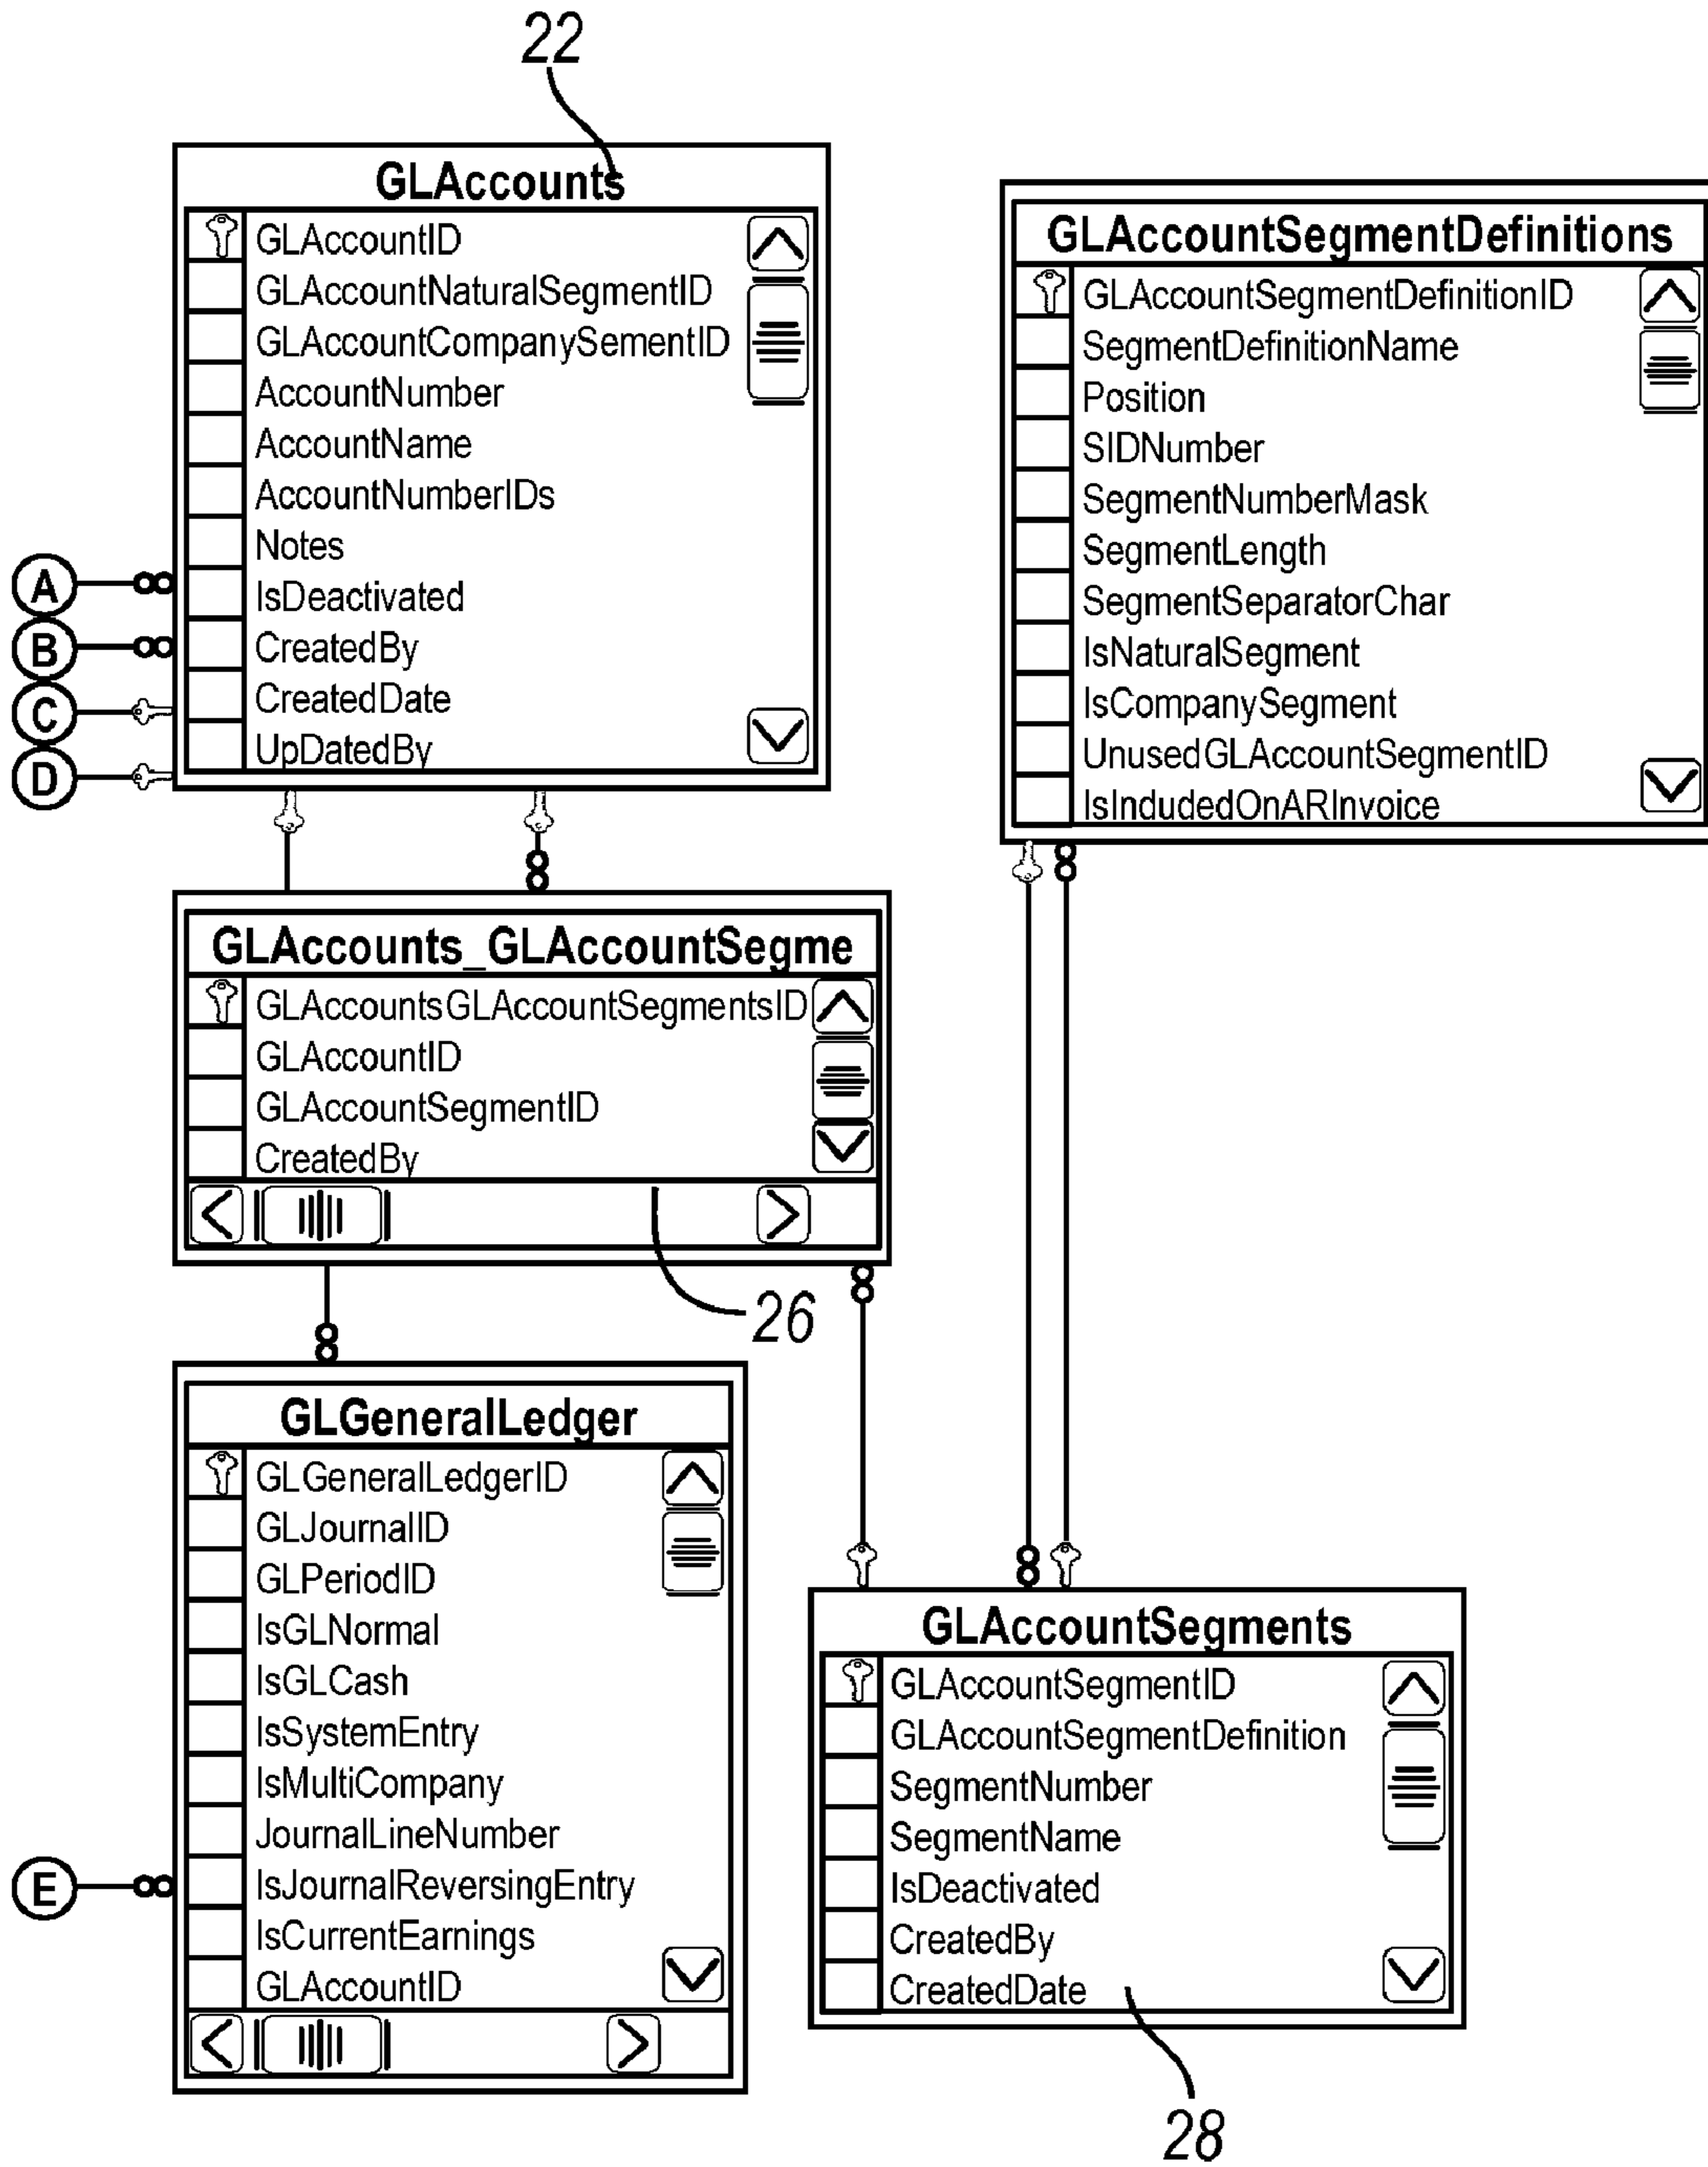 22
GLAccounts
GLAccountID
GLAccountNaturalSegmentID
GLAccountCompanySementID
AccountNumber
AccountName
AccountNumberIDs
Notes
IsDeactivated
CreatedBy
CreatedDate
UpDatedBy
A
B
C
D
GLAccountSegmentDefinitions
GLAccountSegmentDefinitionID
SegmentDefinitionName
Position
SIDNumber
SegmentNumberMask
SegmentLength
SegmentSeparatorChar
IsNaturalSegment
IsCompanySegment
UnusedGLAccountSegmentID
IsIndudedOnARInvoice
GLAccounts_GLAccountSegme
GLAccountsGLAccountSegmentsID
GLAccountID
GLAccountSegmentID
CreatedBy
26
GLGeneralLedger
GLGeneralLedgerID
GLJournalID
GLPeriodID
IsGLNormal
IsGLCash
IsSystemEntry
IsMultiCompany
JournalLineNumber
IsJournalReversingEntry
IsCurrentEarnings
GLAccountID
E
GLAccountSegments
GLAccountSegmentID
GLAccountSegmentDefinition
SegmentNumber
SegmentName
IsDeactivated
CreatedBy
CreatedDate
28